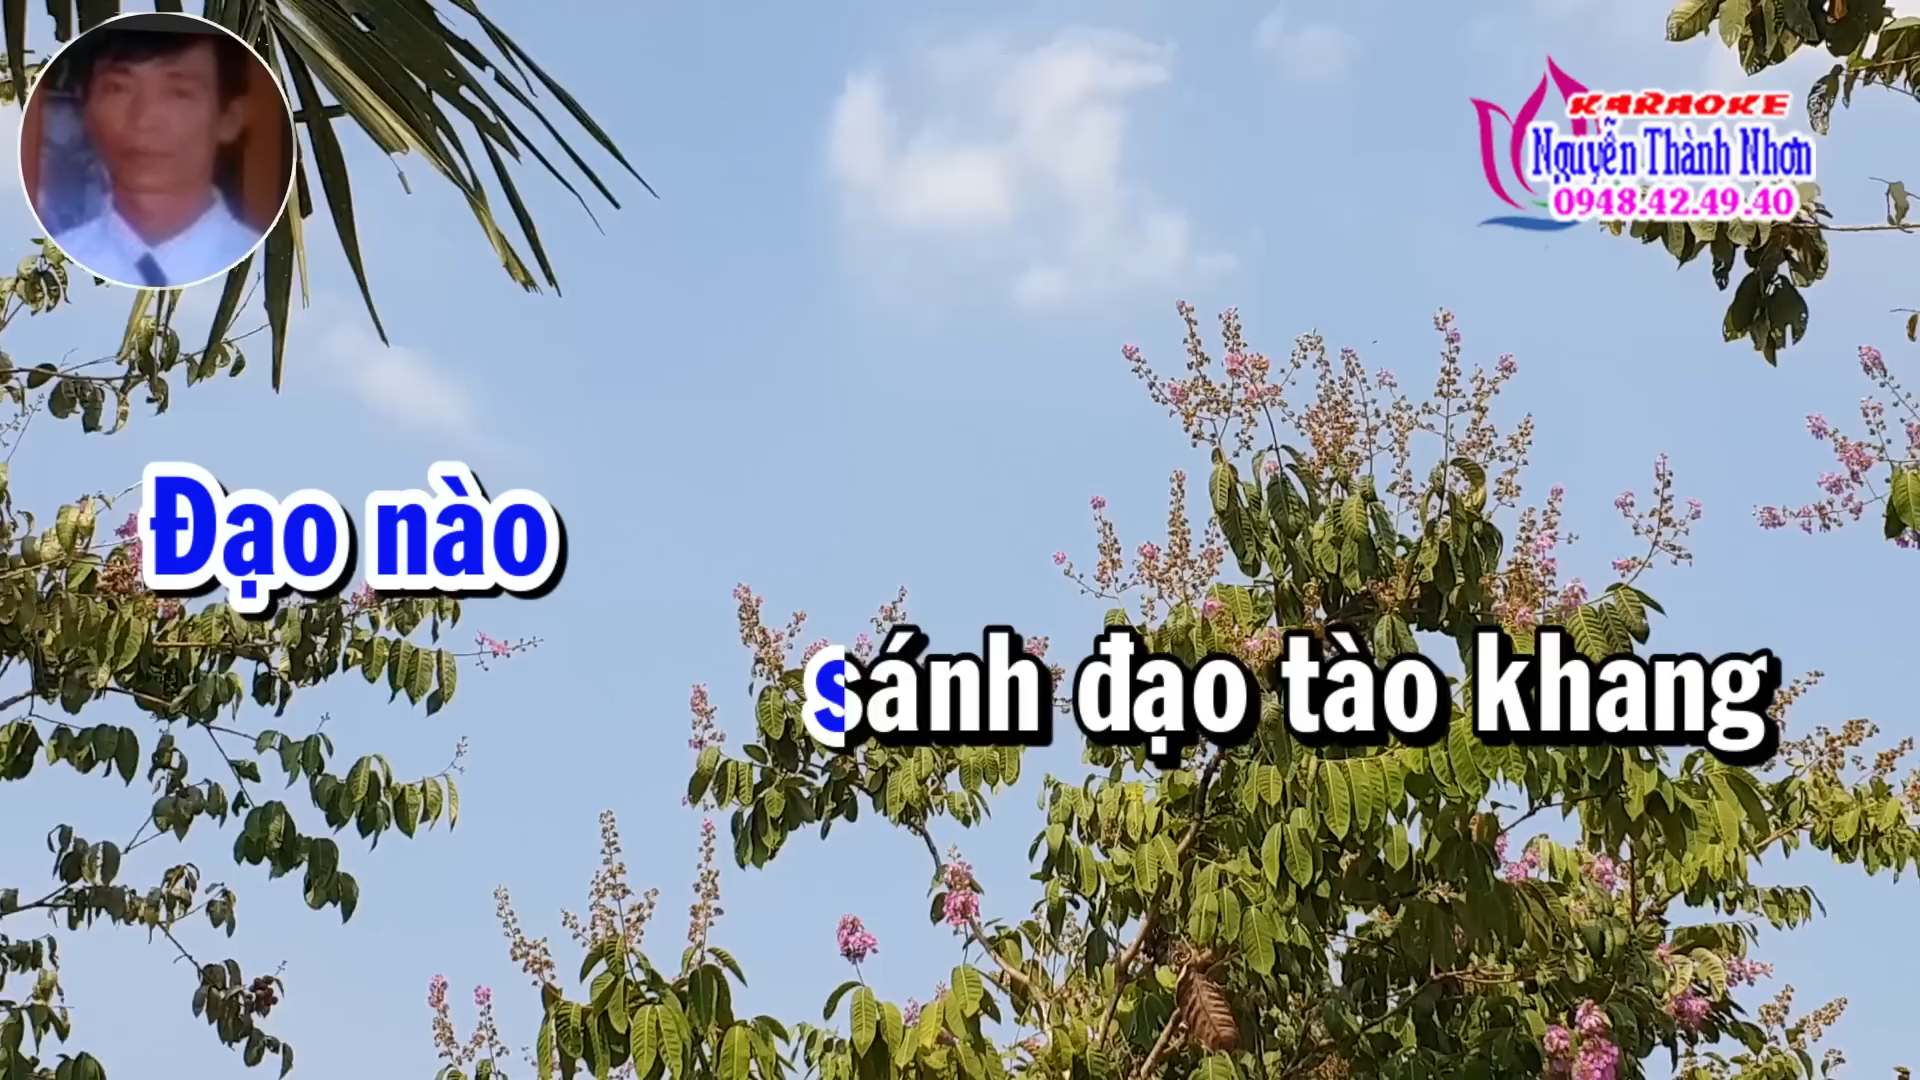 KARAOKE
Nguyễn Thành Nhơn
0948.42.49.40
Đạo nào
sánh đạo tào khang